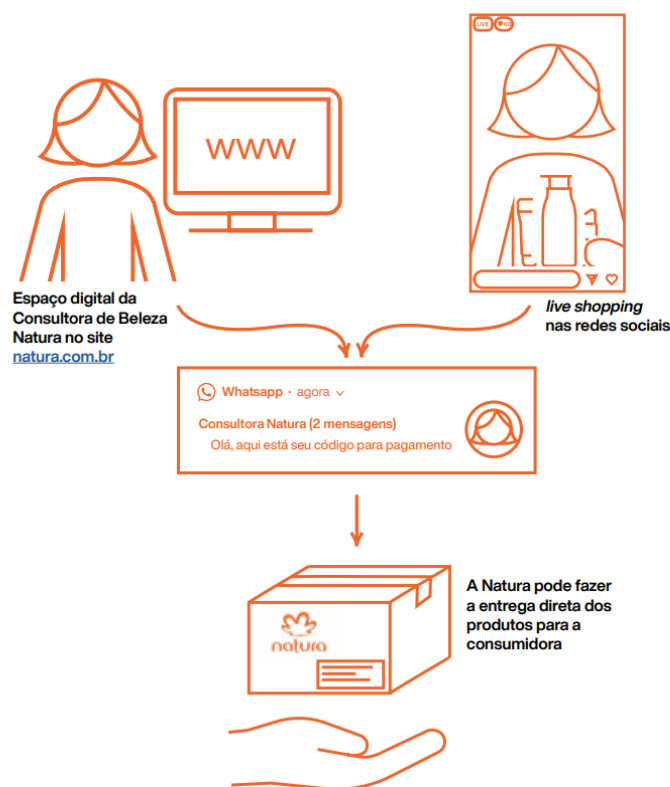 LIVE
WWW
Espaço digital da
Consultora de Beleza
Natura no site
natura.com.br
live shopping
nas redes sociais
Whatsapp · agora
Consultora Natura (2 mensagens)
Olá, aqui está seu código para pagamento
natura
A Natura pode fazer
a entrega direta dos
produtos para a
consumidora